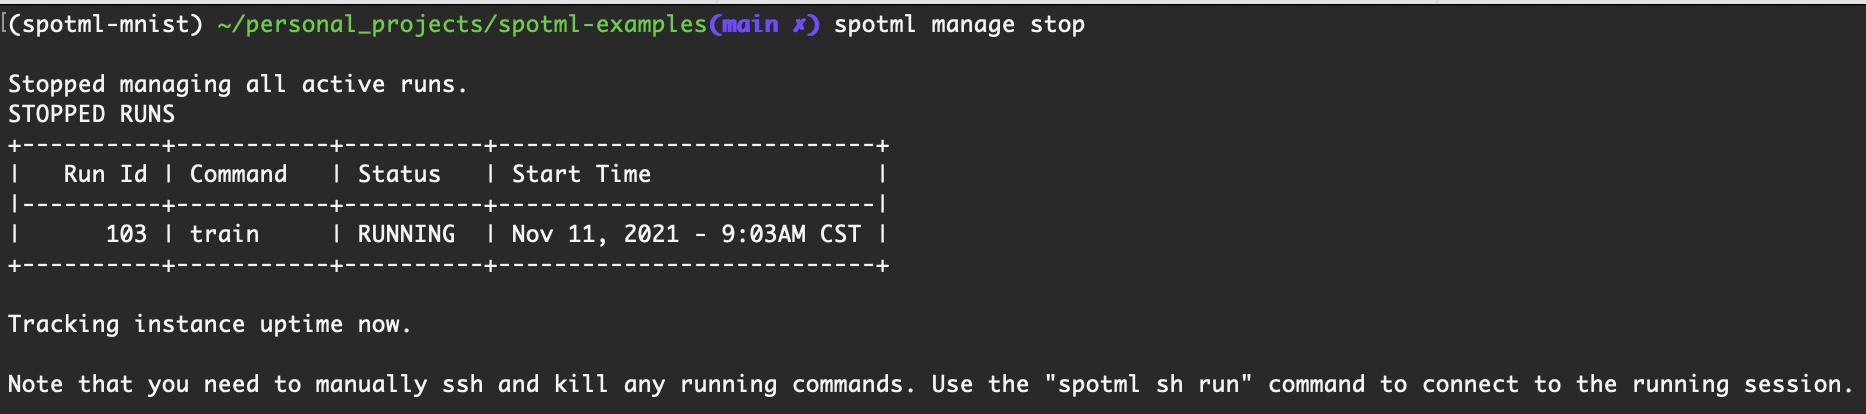 [(spotml-mnist) ~/personal_projects/spotml-examples(main ✗) spotml manage stop
Stopped managing all active runs.
STOPPED RUNS
+----------+-----------+----------+---------------------------+
|   Run Id | Command   | Status   | Start Time                |
|----------+-----------+----------+---------------------------|
|      103 | train     | RUNNING  | Nov 11, 2021 - 9:03AM CST |
+----------+-----------+----------+---------------------------+
Tracking instance uptime now.
Note that you need to manually ssh and kill any running commands. Use the "spotml sh run" command to connect to the running session.